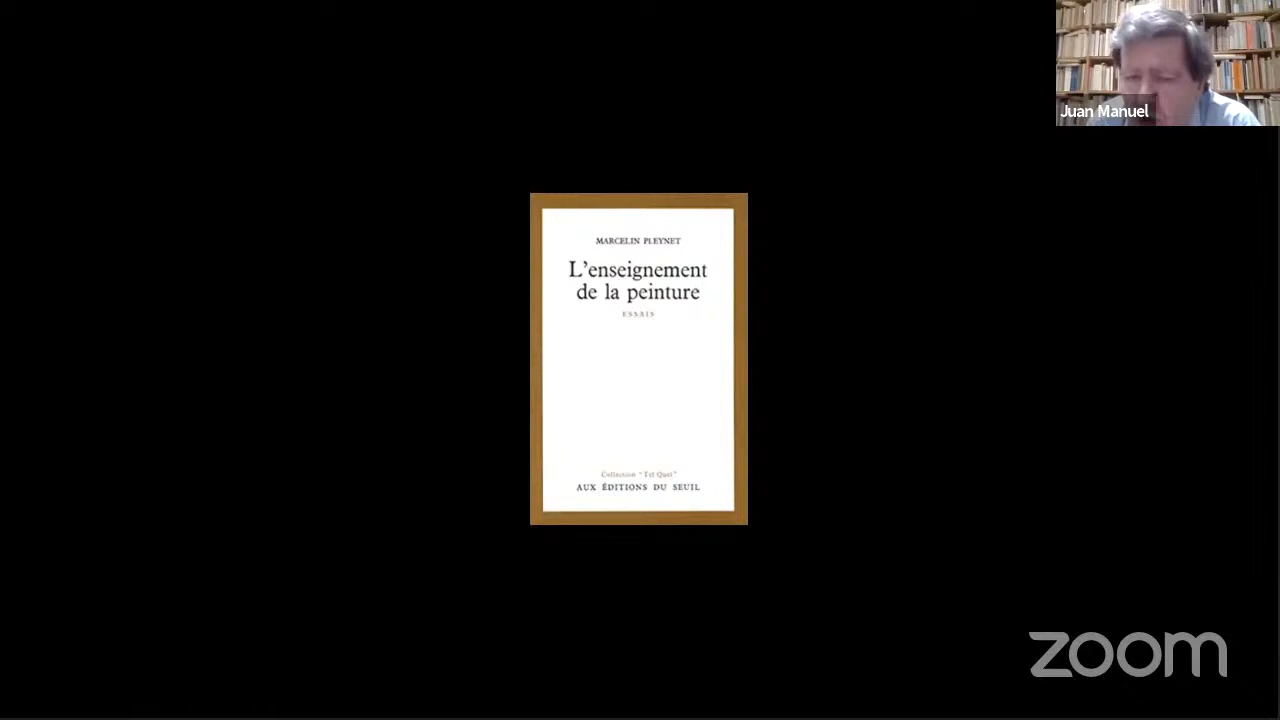 Juan Manuel
MARCELIN PLEYNET
L'enseignement
de la peinture
ESSAIS
Collection "Tel Quel"
AUX ÉDITIONS DU SEUIL
zoom